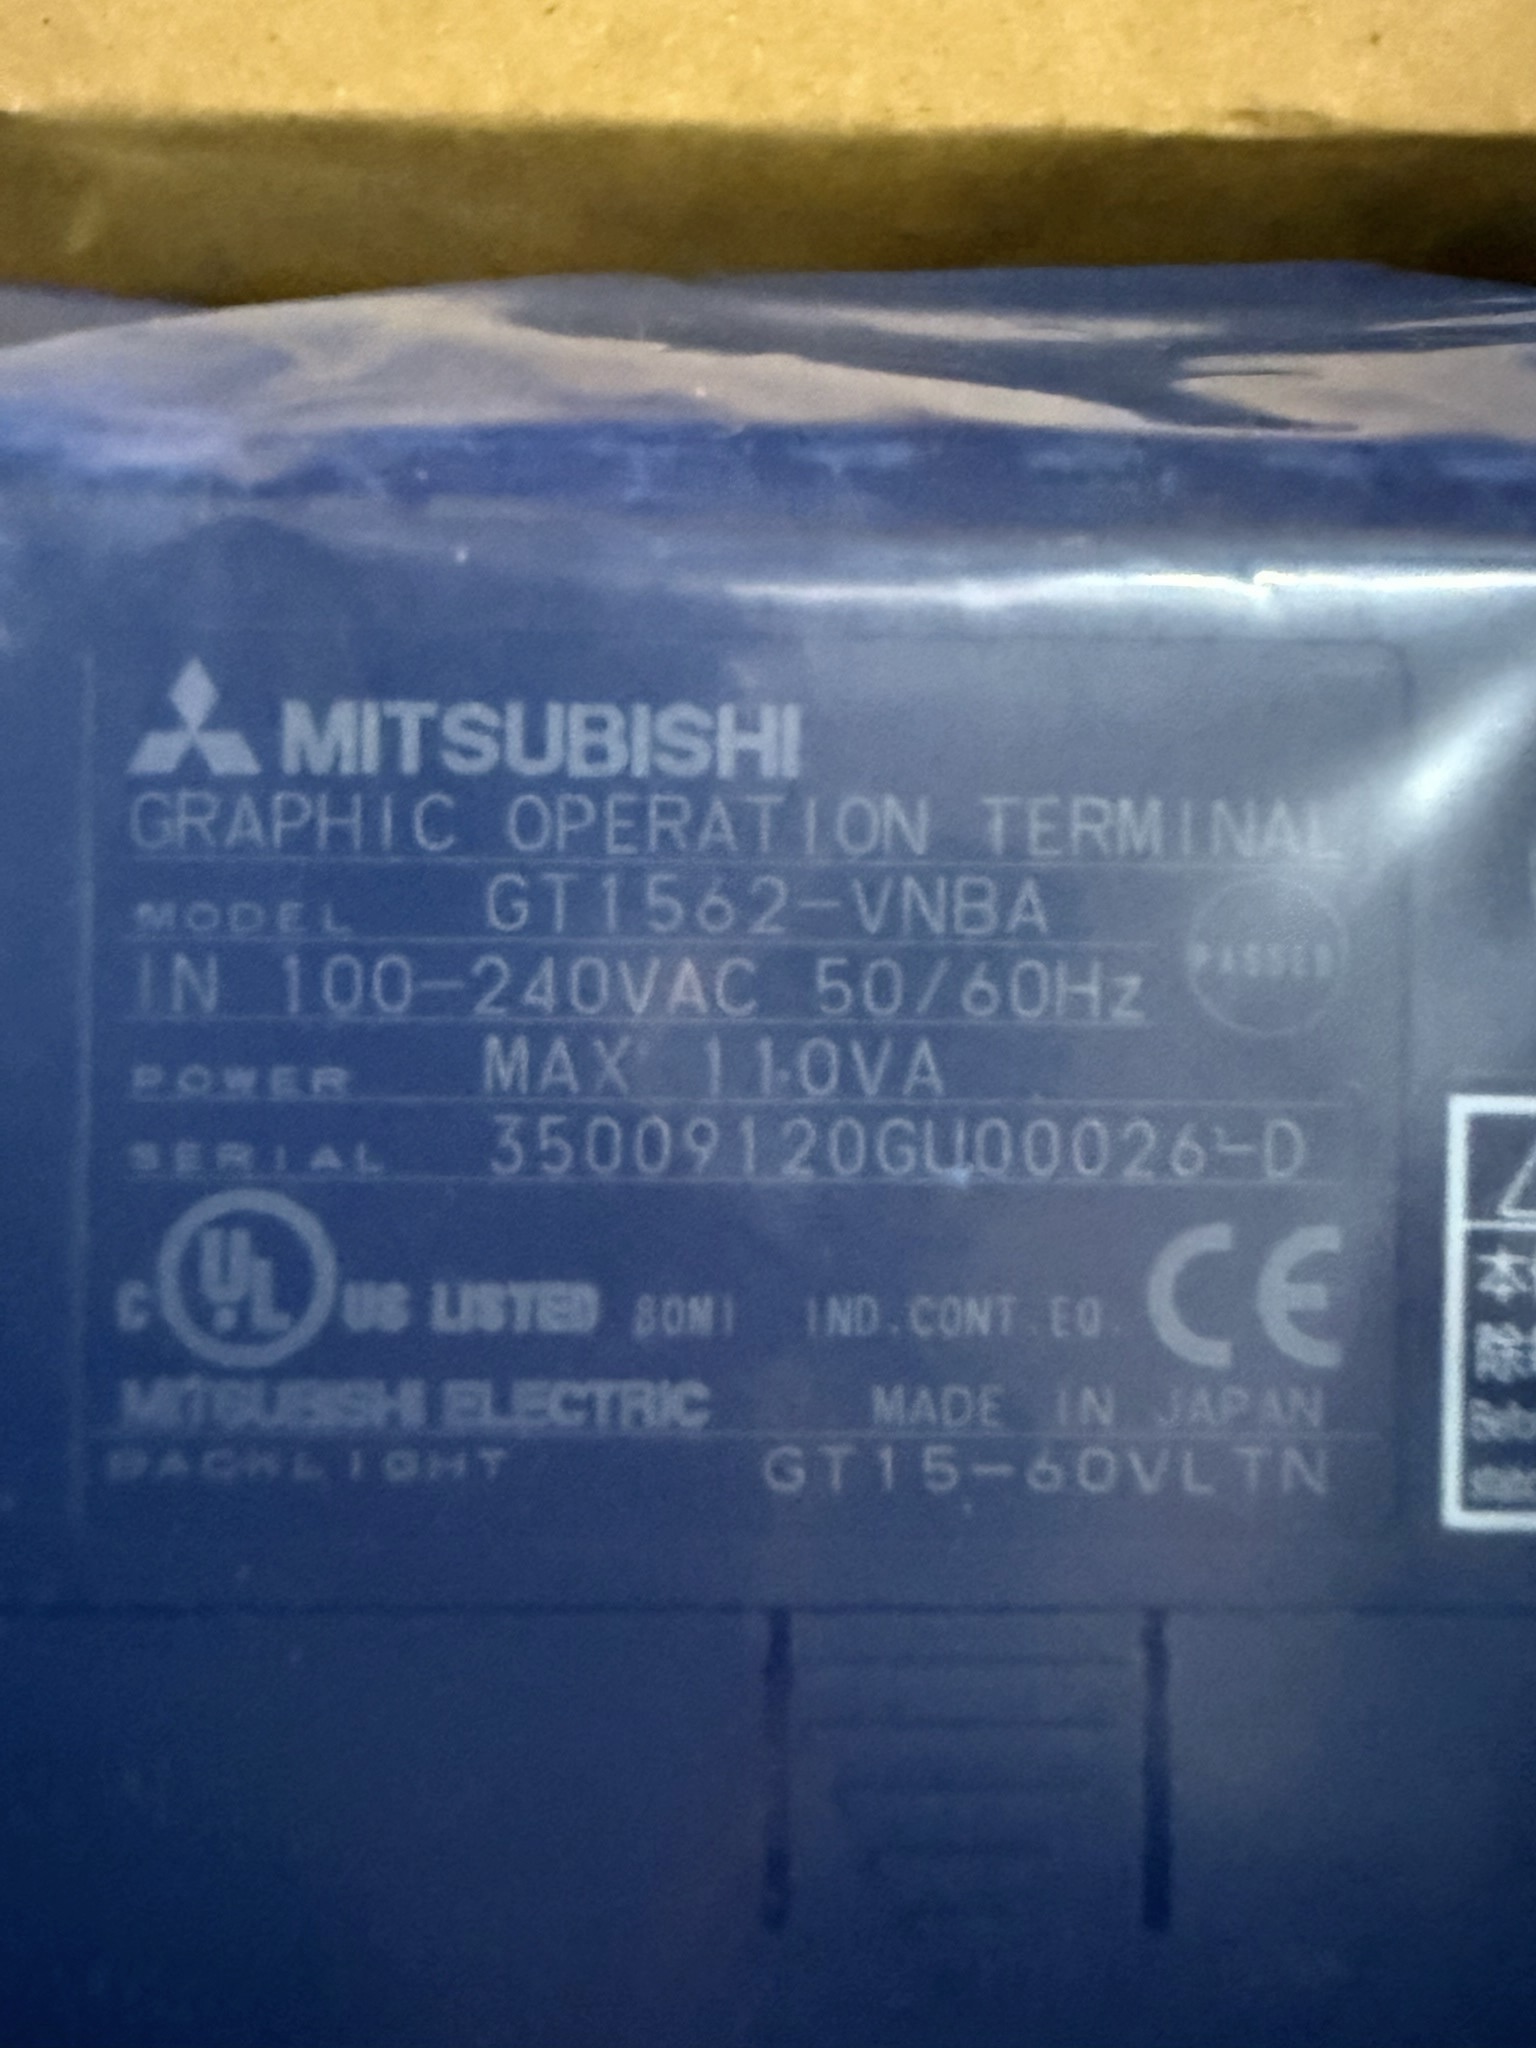 MITSUBISHI
GRAPHIC OPERATION TERMINAL
MODEL GT1562-VNBA
PASSED
IN 100-240VAC 50/60Hz
POWER MAX 110VA
SERIAL 35009120GU00026-D
C UL US LISTED 80M1 IND.CONT.EQ. CE
MITSUBISHI ELECTRIC MADE IN JAPAN
BACKLIGHT GT15-60VLTN
本